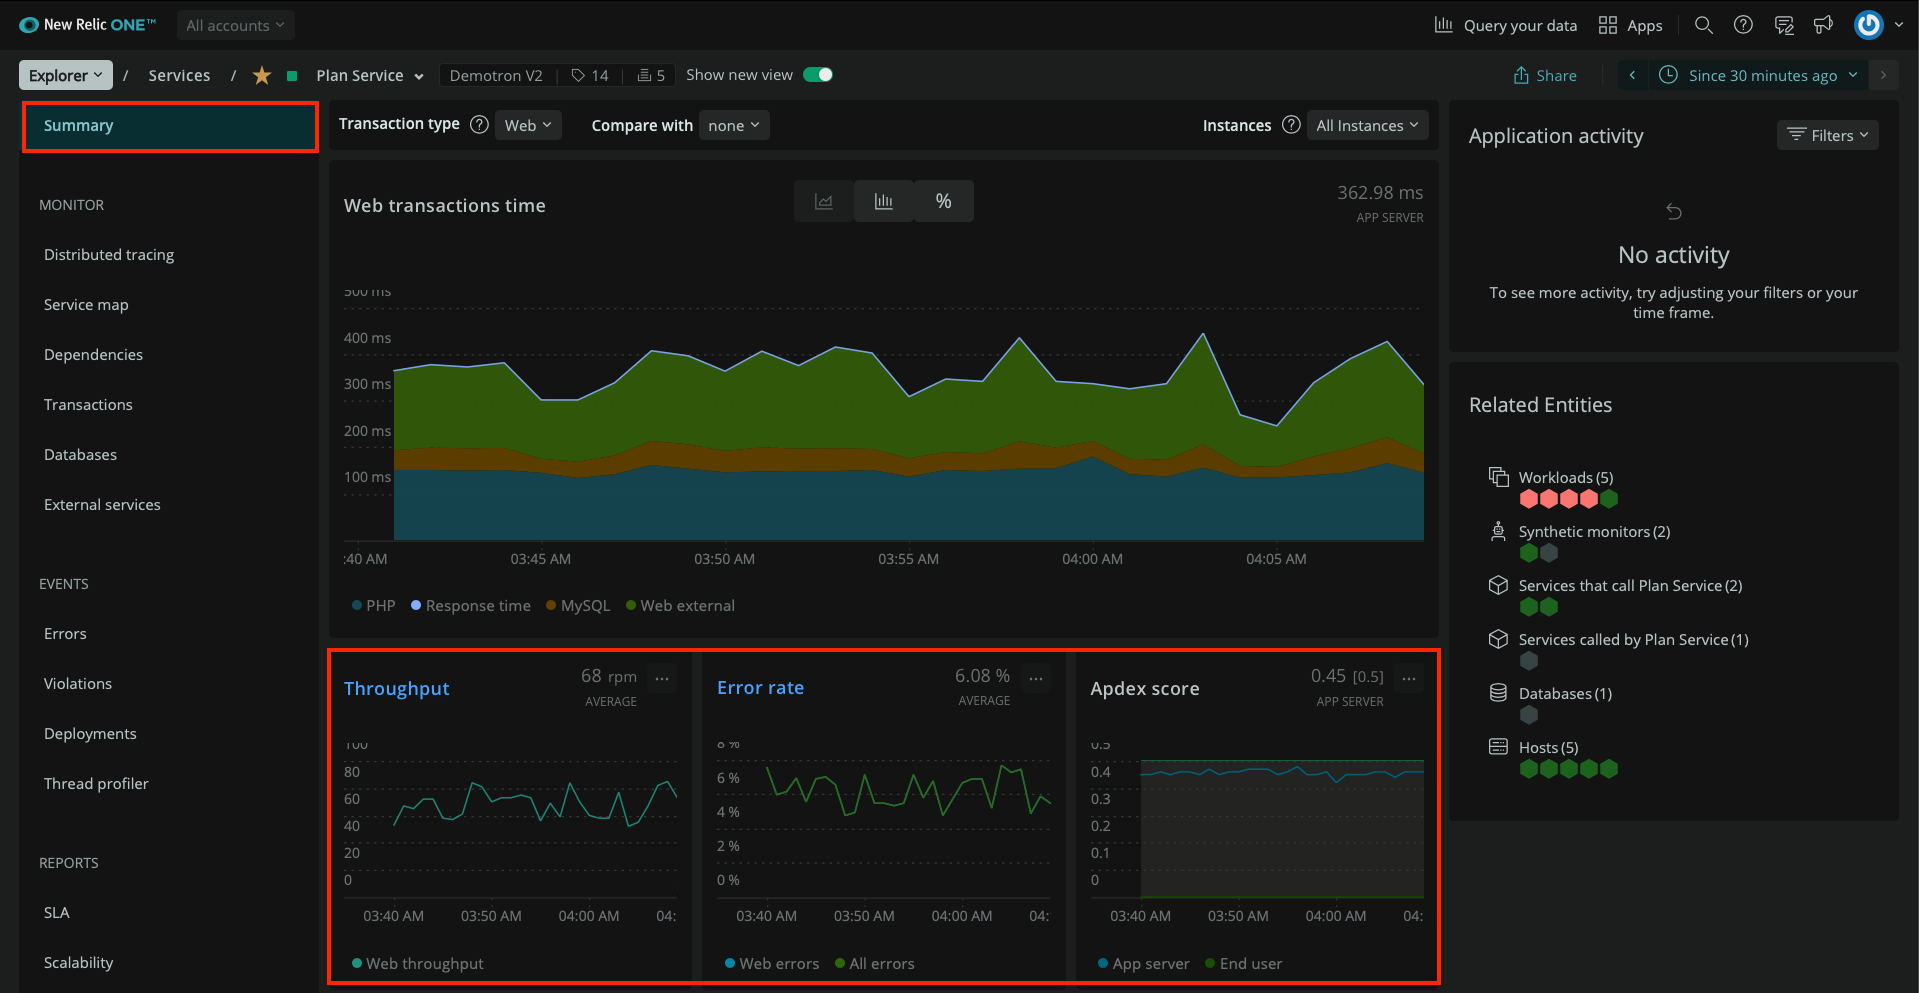 New Relic ONE™ All accounts Query your data Apps
Explorer / Services / Plan Service Demotron V2 14 5 Show new view Share Since 30 minutes ago
Summary
MONITOR
Distributed tracing
Service map
Dependencies
Transactions
Databases
External services
EVENTS
Errors
Violations
Deployments
Thread profiler
REPORTS
SLA
Scalability
Transaction type ? Web Compare with none Instances ? All Instances
Web transactions time % 362.98 ms
APP SERVER
500 ms
400 ms
300 ms
200 ms
100 ms
:40 AM 03:45 AM 03:50 AM 03:55 AM 04:00 AM 04:05 AM
PHP Response time MySQL Web external
Throughput 68 rpm ...
AVERAGE
100
80
60
40
20
0
03:40 AM 03:50 AM 04:00 AM 04:
Web throughput
Error rate 6.08 % ...
AVERAGE
8 %
6 %
4 %
2 %
0 %
03:40 AM 03:50 AM 04:00 AM 04:
Web errors All errors
Apdex score 0.45 [0.5] ...
APP SERVER
0.5
0.4
0.3
0.2
0.1
0
03:40 AM 03:50 AM 04:00 AM 04:
App server End user
Application activity Filters
No activity
To see more activity, try adjusting your filters or your
time frame.
Related Entities
Workloads (5)
Synthetic monitors (2)
Services that call Plan Service (2)
Services called by Plan Service (1)
Databases (1)
Hosts (5)